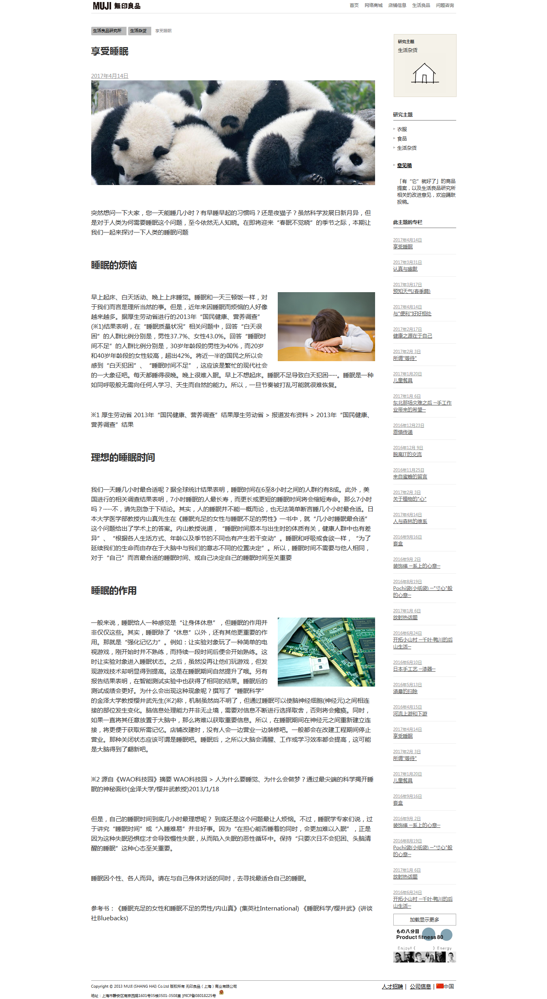 MUJI 無印良品
首页 网络商城 店铺信息 生活良品 问题咨询
生活良品研究所 生活杂货 享受睡眠
享受睡眠
2017年4月14日
突然想问一下大家，您一天能睡几小时？有早睡早起的习惯吗？还是夜猫子？虽然科学发展日新月异，但
是对于人类为何需要睡眠这个问题，至今依然无人知晓。在即将迎来“春眠不觉晓”的季节之际，本期让
我们一起来探讨一下人类的睡眠问题
睡眠的烦恼
早上起床、白天活动、晚上上床睡觉。睡眠和一天三顿饭一样，对
于我们而言是理所当然的事。但是，近年来因睡眠而烦恼的人好像
越来越多。据厚生劳动省进行的2013年“国民健康、营养调查”
(※1)结果表明，在“睡眠质量状况”相关问题中，回答“白天很
困”的人群比例分别是，男性37.7%、女性43.0%。回答“睡眠时
间不足”的人群比例分别是，30岁年龄段的男性为40%，而20岁
和40岁年龄段的女性较高，超出42%。将近一半的国民之所以会
感到“白天犯困”、“睡眠时间不足”，这应该是繁忙的现代社会
的一大象征吧。每天都睡得很晚。晚上很难入眠。早上不想起床。睡眠不足导致白天犯困······。睡眠是一种
如同呼吸般无需向任何人学习、天生而自然的能力。所以，一旦节奏被打乱可能就很难恢复。
※1 厚生劳动省 2013年“国民健康、营养调查”结果厚生劳动省 > 报道发布资料 > 2013年“国民健康、
营养调查”结果
理想的睡眠时间
我们一天睡几小时最合适呢？据全球统计结果表明，睡眠时间在6至8小时之间的人群约有8成。此外，美
国进行的相关调查结果表明，7小时睡眠的人最长寿，而更长或更短的睡眠时间将会缩短寿命。那么7小时
吗？······不，请先别急于下结论。其实，人的睡眠并不能一概而论，也无法简单断言睡几个小时最合适。日
本大学医学部教授内山真先生在《睡眠充足的女性与睡眠不足的男性》一书中，就“几小时睡眠最合适”
这个问题给出了学术上的答案。内山教授说道，“睡眠时间原本与出生时的体质有关，健康人群中也有差
异”、“根据各人生活方式、年龄以及季节的不同也有产生若干变动”。睡眠和呼吸或食欲一样，“为了
延续我们的生命而由存在于大脑中与我们的意志不同的位置决定”。所以，睡眠时间不需要与他人相同，
对于“自己”而言最合适的睡眠时间、或自己决定自己的睡眠时间至关重要
睡眠的作用
一般来说，睡眠给人一种感觉是“让身体休息”，但睡眠的作用并
非仅仅这些。其实，睡眠除了“休息”以外，还有其他更重要的作
用。那就是“强化记忆力”。例如：让实验对象玩了一种简单的电
视游戏，刚开始时并不熟练，而持续一段时间后便会开始熟练。这
时让实验对象进入睡眠状态。之后，虽然没再让他们玩游戏，但发
现游戏技术却明显得到提高。这是在睡眠期间自然提升了哦。另有
报告结果表明，在智能测试实验中也获得了相同的结果。睡眠后的
测试成绩会更好。为什么会出现这种现象呢？撰写了“睡眠科学”
的金泽大学教授樱井武先生(※2)称，机制虽然尚不明了，但通过睡眠可以使脑神经细胞(神经元)之间相连
接的部位发生变化。脑信息处理能力并非无止境，需要对信息不断进行选择取舍，否则将会瘫痪。同时，
如果一直将其任意放置于大脑中，那么将难以获取重要信息。所以，在睡眠期间在神经元之间重新建立连
接，将更便于获取所需记忆。店铺改建时，没有人会一边营业一边装修吧。一般都会在改建工程期间停止
营业。那种关闭状态应该可谓是睡眠吧。睡眠后，之所以大脑会清醒、工作或学习效率都会提高，这可能
是大脑得到了翻新吧。
※2 源自《WAO科技园》摘要 WAO科技园 > 人为什么要睡觉、为什么会做梦？通过最尖端的科学揭开睡
眠的神秘面纱(金泽大学/樱井武教授)2013/1/18
但是，自己的睡眠时间到底几小时最理想呢？ 到底还是这个问题最让人烦恼。不过，睡眠学专家们说，过
于讲究“睡眠时间”或“入睡难易”并非好事。因为“在担心能否睡着的同时，会更加难以入眠”，正是
因为这种失眠恐惧症才会导致慢性失眠，从而陷入失眠的恶性循环中。保持“只要次日不会犯困、头脑清
醒的睡眠”这种心态至关重要。
睡眠因个性、各人而异。请在与自己身体对话的同时，去寻找最适合自己的睡眠。
参考书：《睡眠充足的女性和睡眠不足的男性/内山真》(集英社International) 《睡眠科学/樱井武》(讲谈
社Bluebacks)
研究主题
生活杂货
研究主题
衣服
食品
生活杂货
意见箱
「有“它”就好了」的商品
提案，以及生活良品研究所
相关的改进意见，欢迎踊跃
投稿。
此主题的专栏
2017年4月14日
享受睡眠
2017年3月31日
认真与幽默
2017年3月17日
预知天气(春季篇)
2017年4月14日
与"便利"好好相处
2017年2月17日
健康之源在于自己
2017年2月 3日
所谓"等待"
2017年1月20日
儿童餐具
2017年1月 6日
东北那场灾难之后 —手工作
业带来的希望—
2016年12月23日
恩情传递
2016年12月 9日
脱离IT的交流
2016年11月25日
来自蜜蜂的留言
2017年2月 3日
关于植物的"心"
2017年4月14日
人与森林的维系
2016年9月16日
套盒
2016年9月 2日
装饰绳 —系上的心意—
2016年8月19日
Pochi袋(小纸袋) —"寸心"般
的心意—
2017年1月 6日
放射热话题
2016年6月24日
开拓小山村 —千叶·鸭川的后
山生活—
2016年6月10日
日本手工艺 —漆器—
2016年5月13日
清晨的扫除
2016年4月15日
河流上游和下游
2017年4月14日
享受睡眠
2017年2月 3日
所谓"等待"
2017年1月20日
儿童餐具
2016年9月16日
套盒
2016年9月 2日
装饰绳 —系上的心意—
2016年8月19日
Pochi袋(小纸袋) —"寸心"般
的心意—
2017年1月 6日
放射热话题
2016年6月24日
开拓小山村 —千叶·鸭川的后
山生活—
加载显示更多
もの八分目
Product fitness 80
Enjoy! ( ) Energy
Copyright © 2013 MUJI (SHANG HAI) Co.Ltd 版权所有 无印良品（上海）商业有限公司
地址：上海市静安区南京西路1601号35楼3501-3508室 沪ICP备08018225号
人才招聘 | 公司信息 | 中国